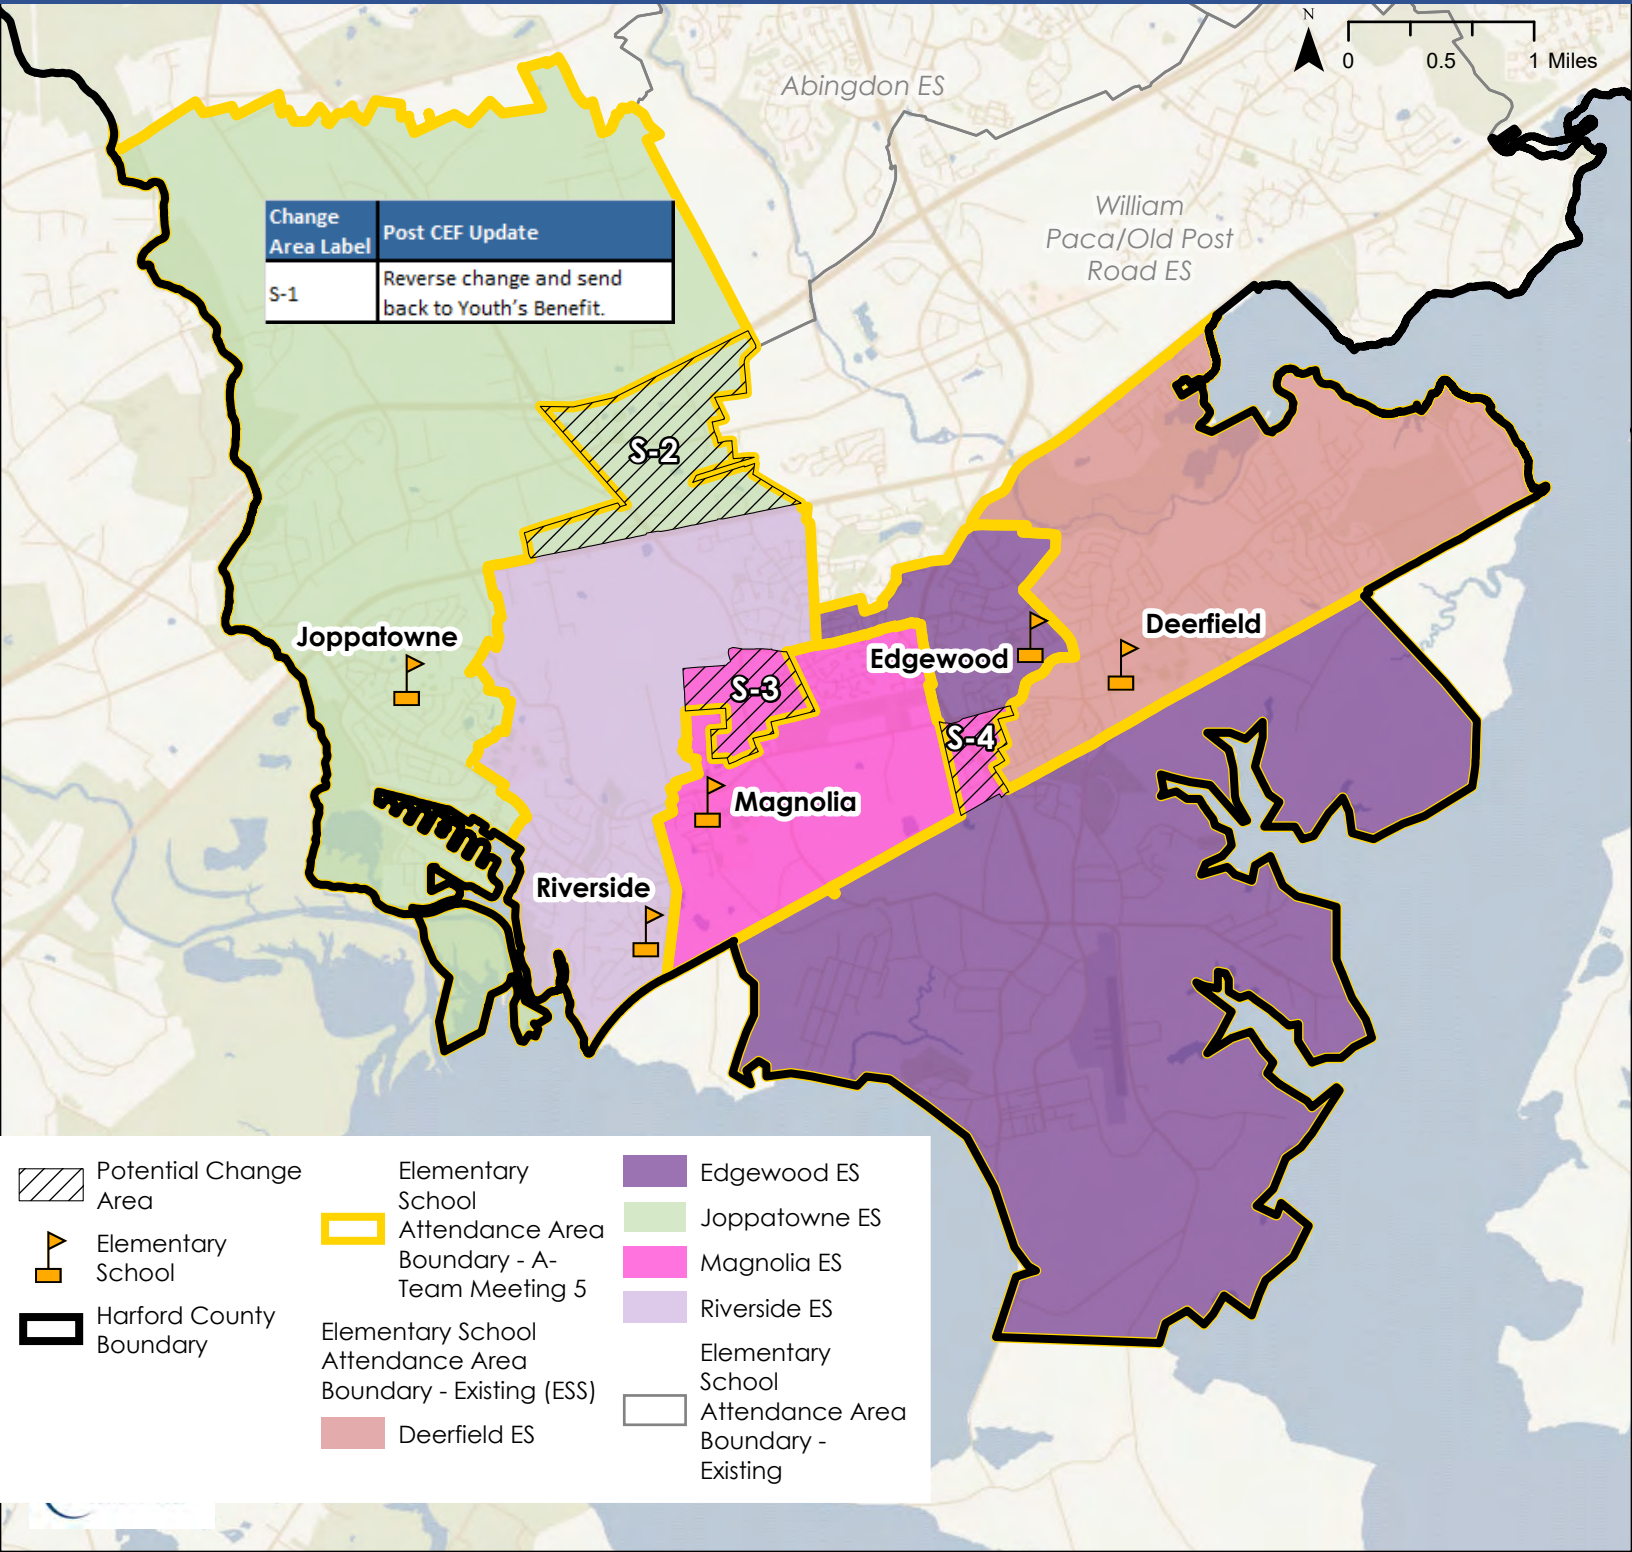 N
0 0.5 1 Miles
Abingdon ES
William
Paca/Old Post
Road ES
Change
Area Label
Post CEF Update
S-1
Reverse change and send
back to Youth's Benefit.
S-2
Joppatowne
Deerfield
Edgewood
S-3
S-4
Magnolia
Riverside
Potential Change
Area
Elementary
School
Harford County
Boundary
Elementary
School
Attendance Area
Boundary - A-
Team Meeting 5
Elementary School
Attendance Area
Boundary - Existing (ESS)
Deerfield ES
Edgewood ES
Joppatowne ES
Magnolia ES
Riverside ES
Elementary
School
Attendance Area
Boundary -
Existing